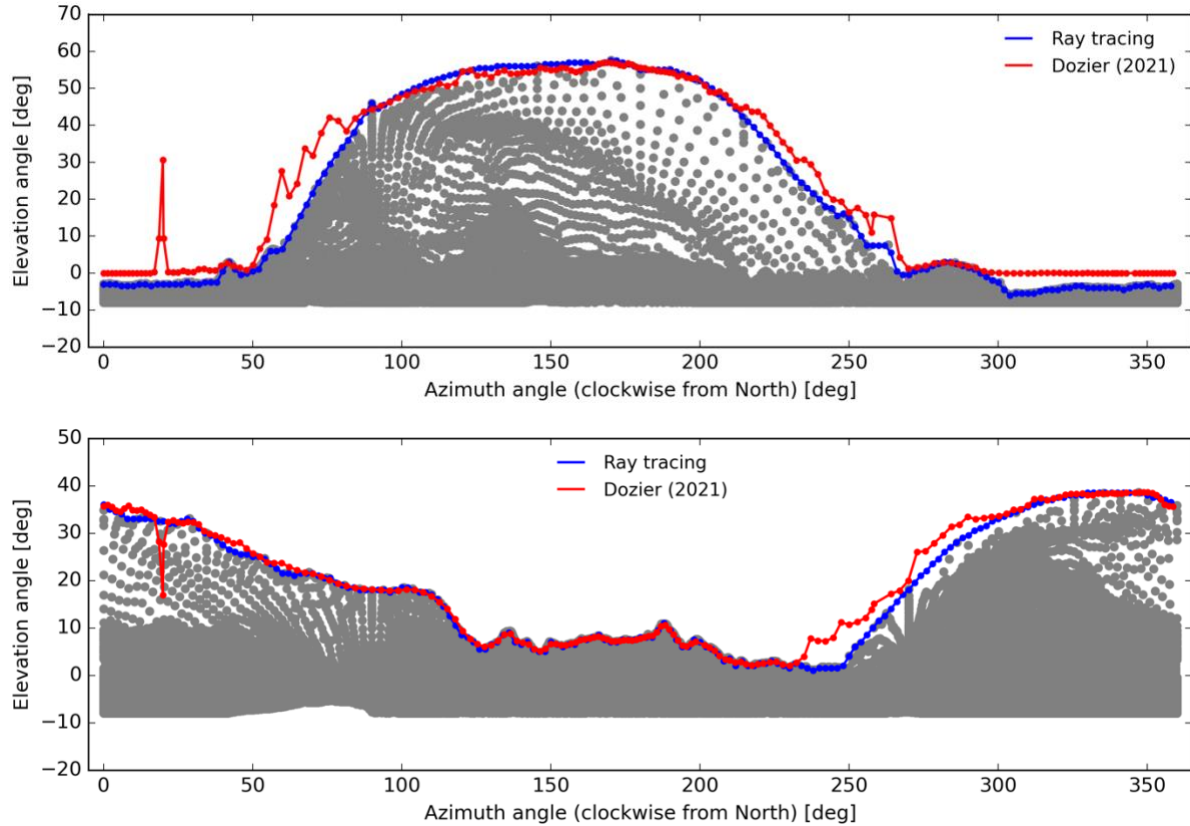 70
60
50
40
30
20
10
0
−10
−20
Elevation angle [deg]
Ray tracing
Dozier (2021)
0 50 100 150 200 250 300 350
Azimuth angle (clockwise from North) [deg]
50
40
30
20
10
0
−10
−20
Elevation angle [deg]
Ray tracing
Dozier (2021)
0 50 100 150 200 250 300 350
Azimuth angle (clockwise from North) [deg]